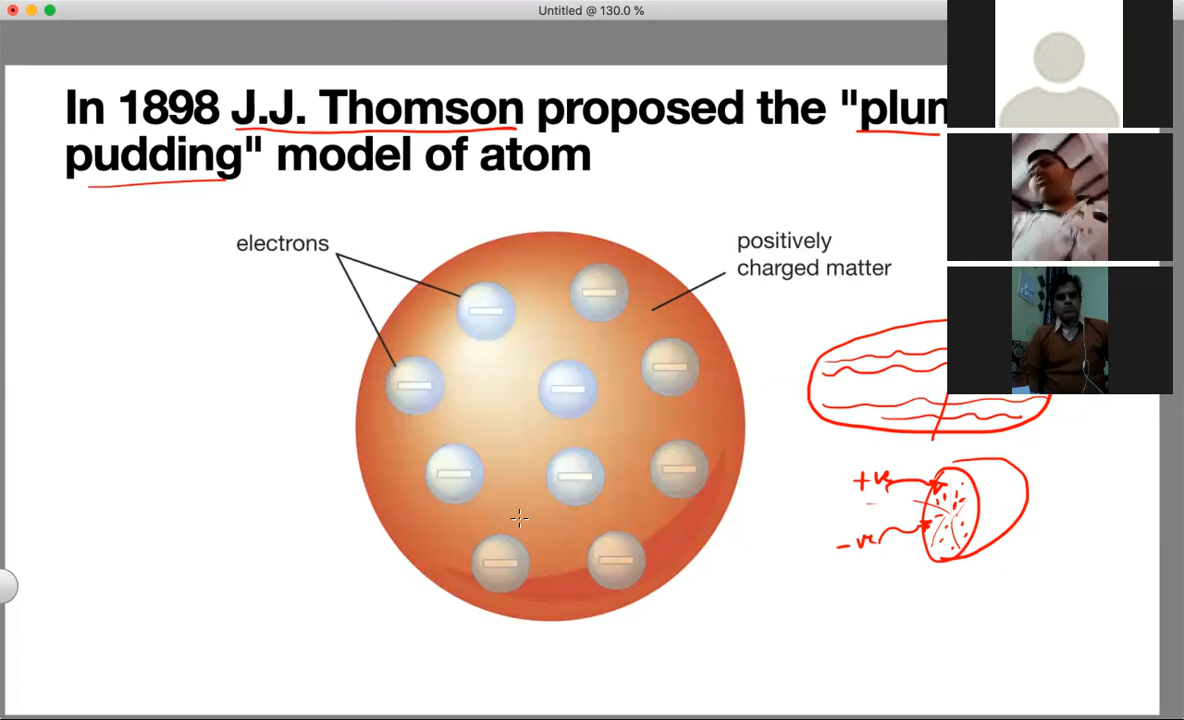 Untitled @ 130.0 %
In 1898 J.J. Thomson proposed the "plum
pudding" model of atom
electrons
positively
charged matter
+ve
-ve